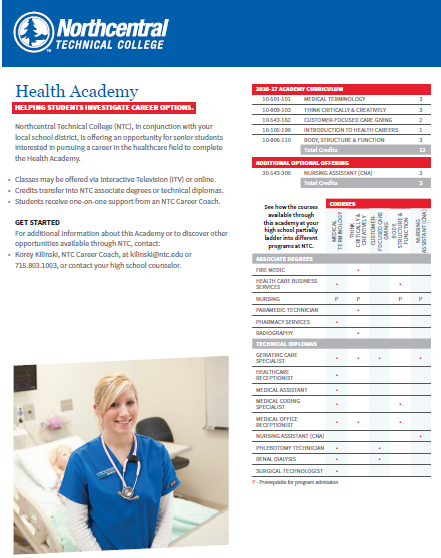 Northcentral
TECHNICAL COLLEGE
Health Academy
HELPING STUDENTS INVESTIGATE CAREER OPTIONS.
Northcentral Technical College (NTC), in conjunction with your
local school district, is offering an opportunity for senior students
interested in pursuing a career in the healthcare field to complete
the Health Academy.
• Classes may be offered via Interactive Television (ITV) or online.
• Credits transfer into NTC associate degrees or technical diplomas.
• Students receive one-on-one support from an NTC Career Coach.
GET STARTED
For additional information about this Academy or to discover other
opportunities available through NTC, contact:
• Korey Kilinski, NTC Career Coach, at kilinski@ntc.edu or
715.803.1003, or contact your high school counselor.
2016-17 ACADEMY CURRICULUM
10-501-101 MEDICAL TERMINOLOGY 3
10-809-103 THINK CRITICALLY & CREATIVELY 3
10-543-162 CUSTOMER-FOCUSED CARE GIVING 2
10-105-190 INTRODUCTION TO HEALTH CAREERS 1
10-806-110 BODY, STRUCTURE & FUNCTION 3
Total Credits 12
ADDITIONAL OPTIONAL OFFERING
30-543-300 NURSING ASSISTANT (CNA) 3
Total Credits 3
See how the courses
available through
this academy at your
high school partially
ladder into different
programs at NTC.
COURSES
MEDICAL
TERMINOLOGY
THINK
CRITICALLY &
CREATIVELY
CUSTOMER-
FOCUSED CARE
GIVING
BODY,
STRUCTURE &
FUNCTION
NURSING
ASSISTANT (CNA)
ASSOCIATE DEGREES
FIRE MEDIC •
HEALTH CARE BUSINESS
SERVICES • •
NURSING P P P P
PARAMEDIC TECHNICIAN •
PHARMACY SERVICES •
RADIOGRAPHY •
TECHNICAL DIPLOMAS
GERIATRIC CARE
SPECIALIST • • • •
HEALTHCARE
RECEPTIONIST •
MEDICAL ASSISTANT •
MEDICAL CODING
SPECIALIST • •
MEDICAL OFFICE
RECEPTIONIST • • •
NURSING ASSISTANT (CNA) •
PHLEBOTOMY TECHNICIAN • •
RENAL DIALYSIS • •
SURGICAL TECHNOLOGIST •
P -Prerequisite for program admission